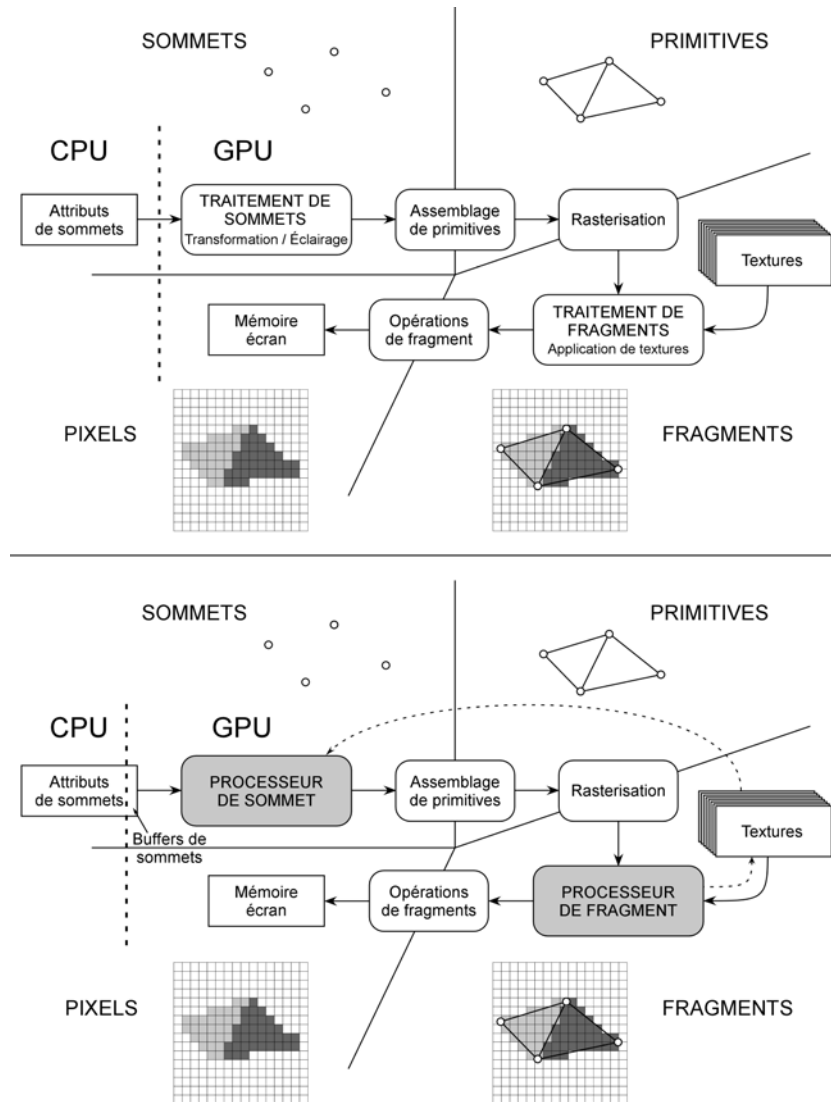 SOMMETS
PRIMITIVES
CPU
GPU
Attributs
de sommets
TRAITEMENT DE
SOMMETS
Transformation / Éclairage
Assemblage
de primitives
Rasterisation
Textures
Mémoire
écran
Opérations
de fragment
TRAITEMENT DE
FRAGMENTS
Application de textures
PIXELS
FRAGMENTS
SOMMETS
PRIMITIVES
CPU
GPU
Attributs
de sommets
PROCESSEUR
DE SOMMET
Assemblage
de primitives
Rasterisation
Textures
Buffers de
sommets
Mémoire
écran
Opérations
de fragments
PROCESSEUR
DE FRAGMENT
PIXELS
FRAGMENTS